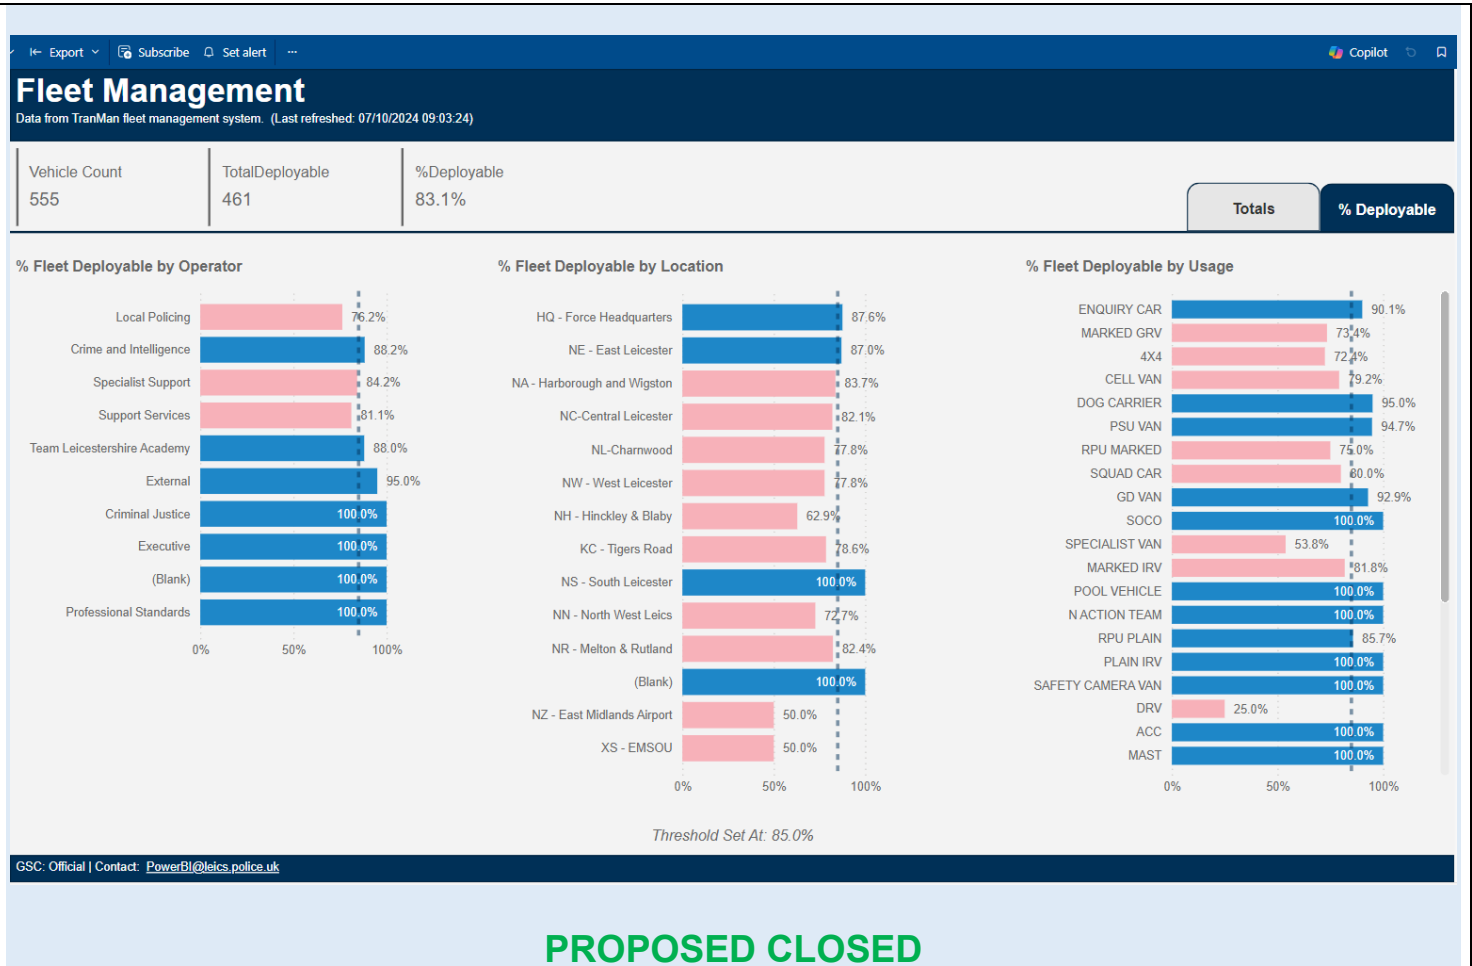 Export
Subscribe
Set alert
...
Copilot
Fleet Management
Data from TranMan fleet management system. (Last refreshed: 07/10/2024 09:03:24)
Vehicle Count
555
TotalDeployable
461
%Deployable
83.1%
Totals
% Deployable
% Fleet Deployable by Operator
Local Policing 76.2%
Crime and Intelligence 88.2%
Specialist Support 84.2%
Support Services 81.1%
Team Leicestershire Academy 88.0%
External 95.0%
Criminal Justice 100.0%
Executive 100.0%
(Blank) 100.0%
Professional Standards 100.0%
0% 50% 100%
% Fleet Deployable by Location
HQ - Force Headquarters 87.6%
NE - East Leicester 87.0%
NA - Harborough and Wigston 83.7%
NC-Central Leicester 82.1%
NL-Charnwood 77.8%
NW - West Leicester 77.8%
NH - Hinckley & Blaby 62.9%
KC - Tigers Road 78.6%
NS - South Leicester 100.0%
NN - North West Leics 72.7%
NR - Melton & Rutland 82.4%
(Blank) 100.0%
NZ - East Midlands Airport 50.0%
XS - EMSOU 50.0%
0% 50% 100%
% Fleet Deployable by Usage
ENQUIRY CAR 90.1%
MARKED GRV 73.4%
4X4 72.4%
CELL VAN 79.2%
DOG CARRIER 95.0%
PSU VAN 94.7%
RPU MARKED 75.0%
SQUAD CAR 80.0%
GD VAN 92.9%
SOCO 100.0%
SPECIALIST VAN 53.8%
MARKED IRV 81.8%
POOL VEHICLE 100.0%
N ACTION TEAM 100.0%
RPU PLAIN 85.7%
PLAIN IRV 100.0%
SAFETY CAMERA VAN 100.0%
DRV 25.0%
ACC 100.0%
MAST 100.0%
0% 50% 100%
Threshold Set At: 85.0%
GSC: Official | Contact: PowerBI@leics.police.uk
PROPOSED CLOSED